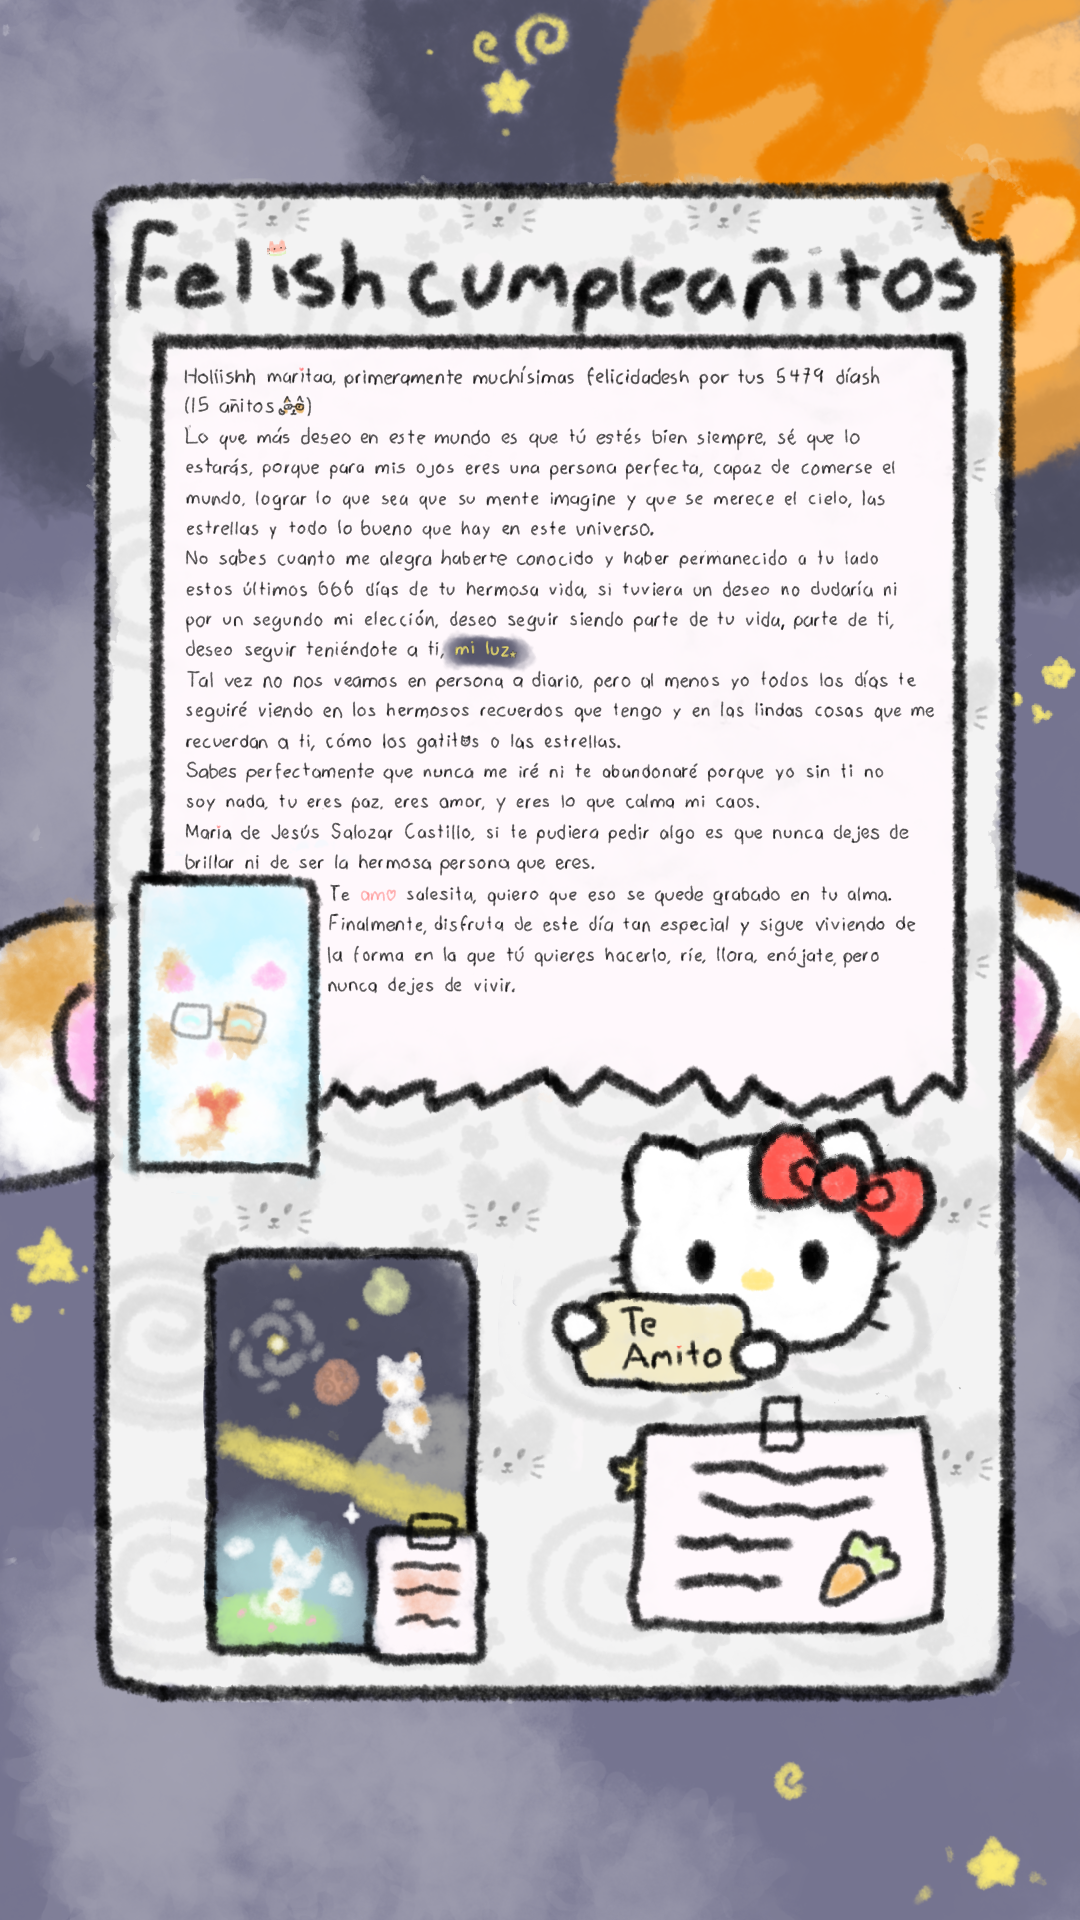 Felish cumpleañitos
Holiishh maritaa, primeramente muchísimas felicidadesh por tus 5479 díash
(15 añitos)
Lo que más deseo en este mundo es que tú estés bien siempre, sé que lo
estarás, porque para mis ojos eres una persona perfecta, capaz de comerse el
mundo, lograr lo que sea que su mente imagine y que se merece el cielo, las
estrellas y todo lo bueno que hay en este universo.
No sabes cuanto me alegra haberte conocido y haber permanecido a tu lado
estos últimos 666 días de tu hermosa vida, si tuviera un deseo no dudaría ni
por un segundo mi elección, deseo seguir siendo parte de tu vida, parte de ti,
deseo seguir teniéndote a ti, mi luz.
Tal vez no nos veamos en persona a diario, pero al menos yo todos los días te
seguiré viendo en los hermosos recuerdos que tengo y en las lindas cosas que me
recuerdan a ti, cómo los gatitos o las estrellas.
Sabes perfectamente que nunca me iré ni te abandonaré porque yo sin ti no
soy nada, tu eres paz, eres amor, y eres lo que calma mi caos.
Maria de Jesús Salazar Castillo, si te pudiera pedir algo es que nunca dejes de
brillar ni de ser la hermosa persona que eres.
Te amo salesita, quiero que eso se quede grabado en tu alma.
Finalmente, disfruta de este día tan especial y sigue viviendo de
la forma en la que tú quieres hacerlo, ríe, llora, enójate, pero
nunca dejes de vivir.
Te
Amito